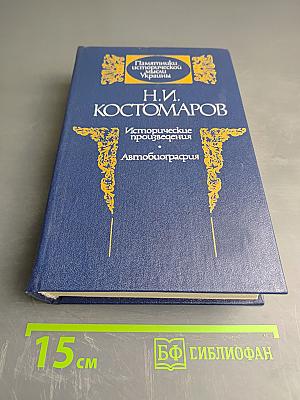 Памятники
исторической
мысли
Украины
Н.И.
КОСТОМАРОВ
Исторические
произведения
•
Автобиография
15 см
БФ БИБЛИОФАН